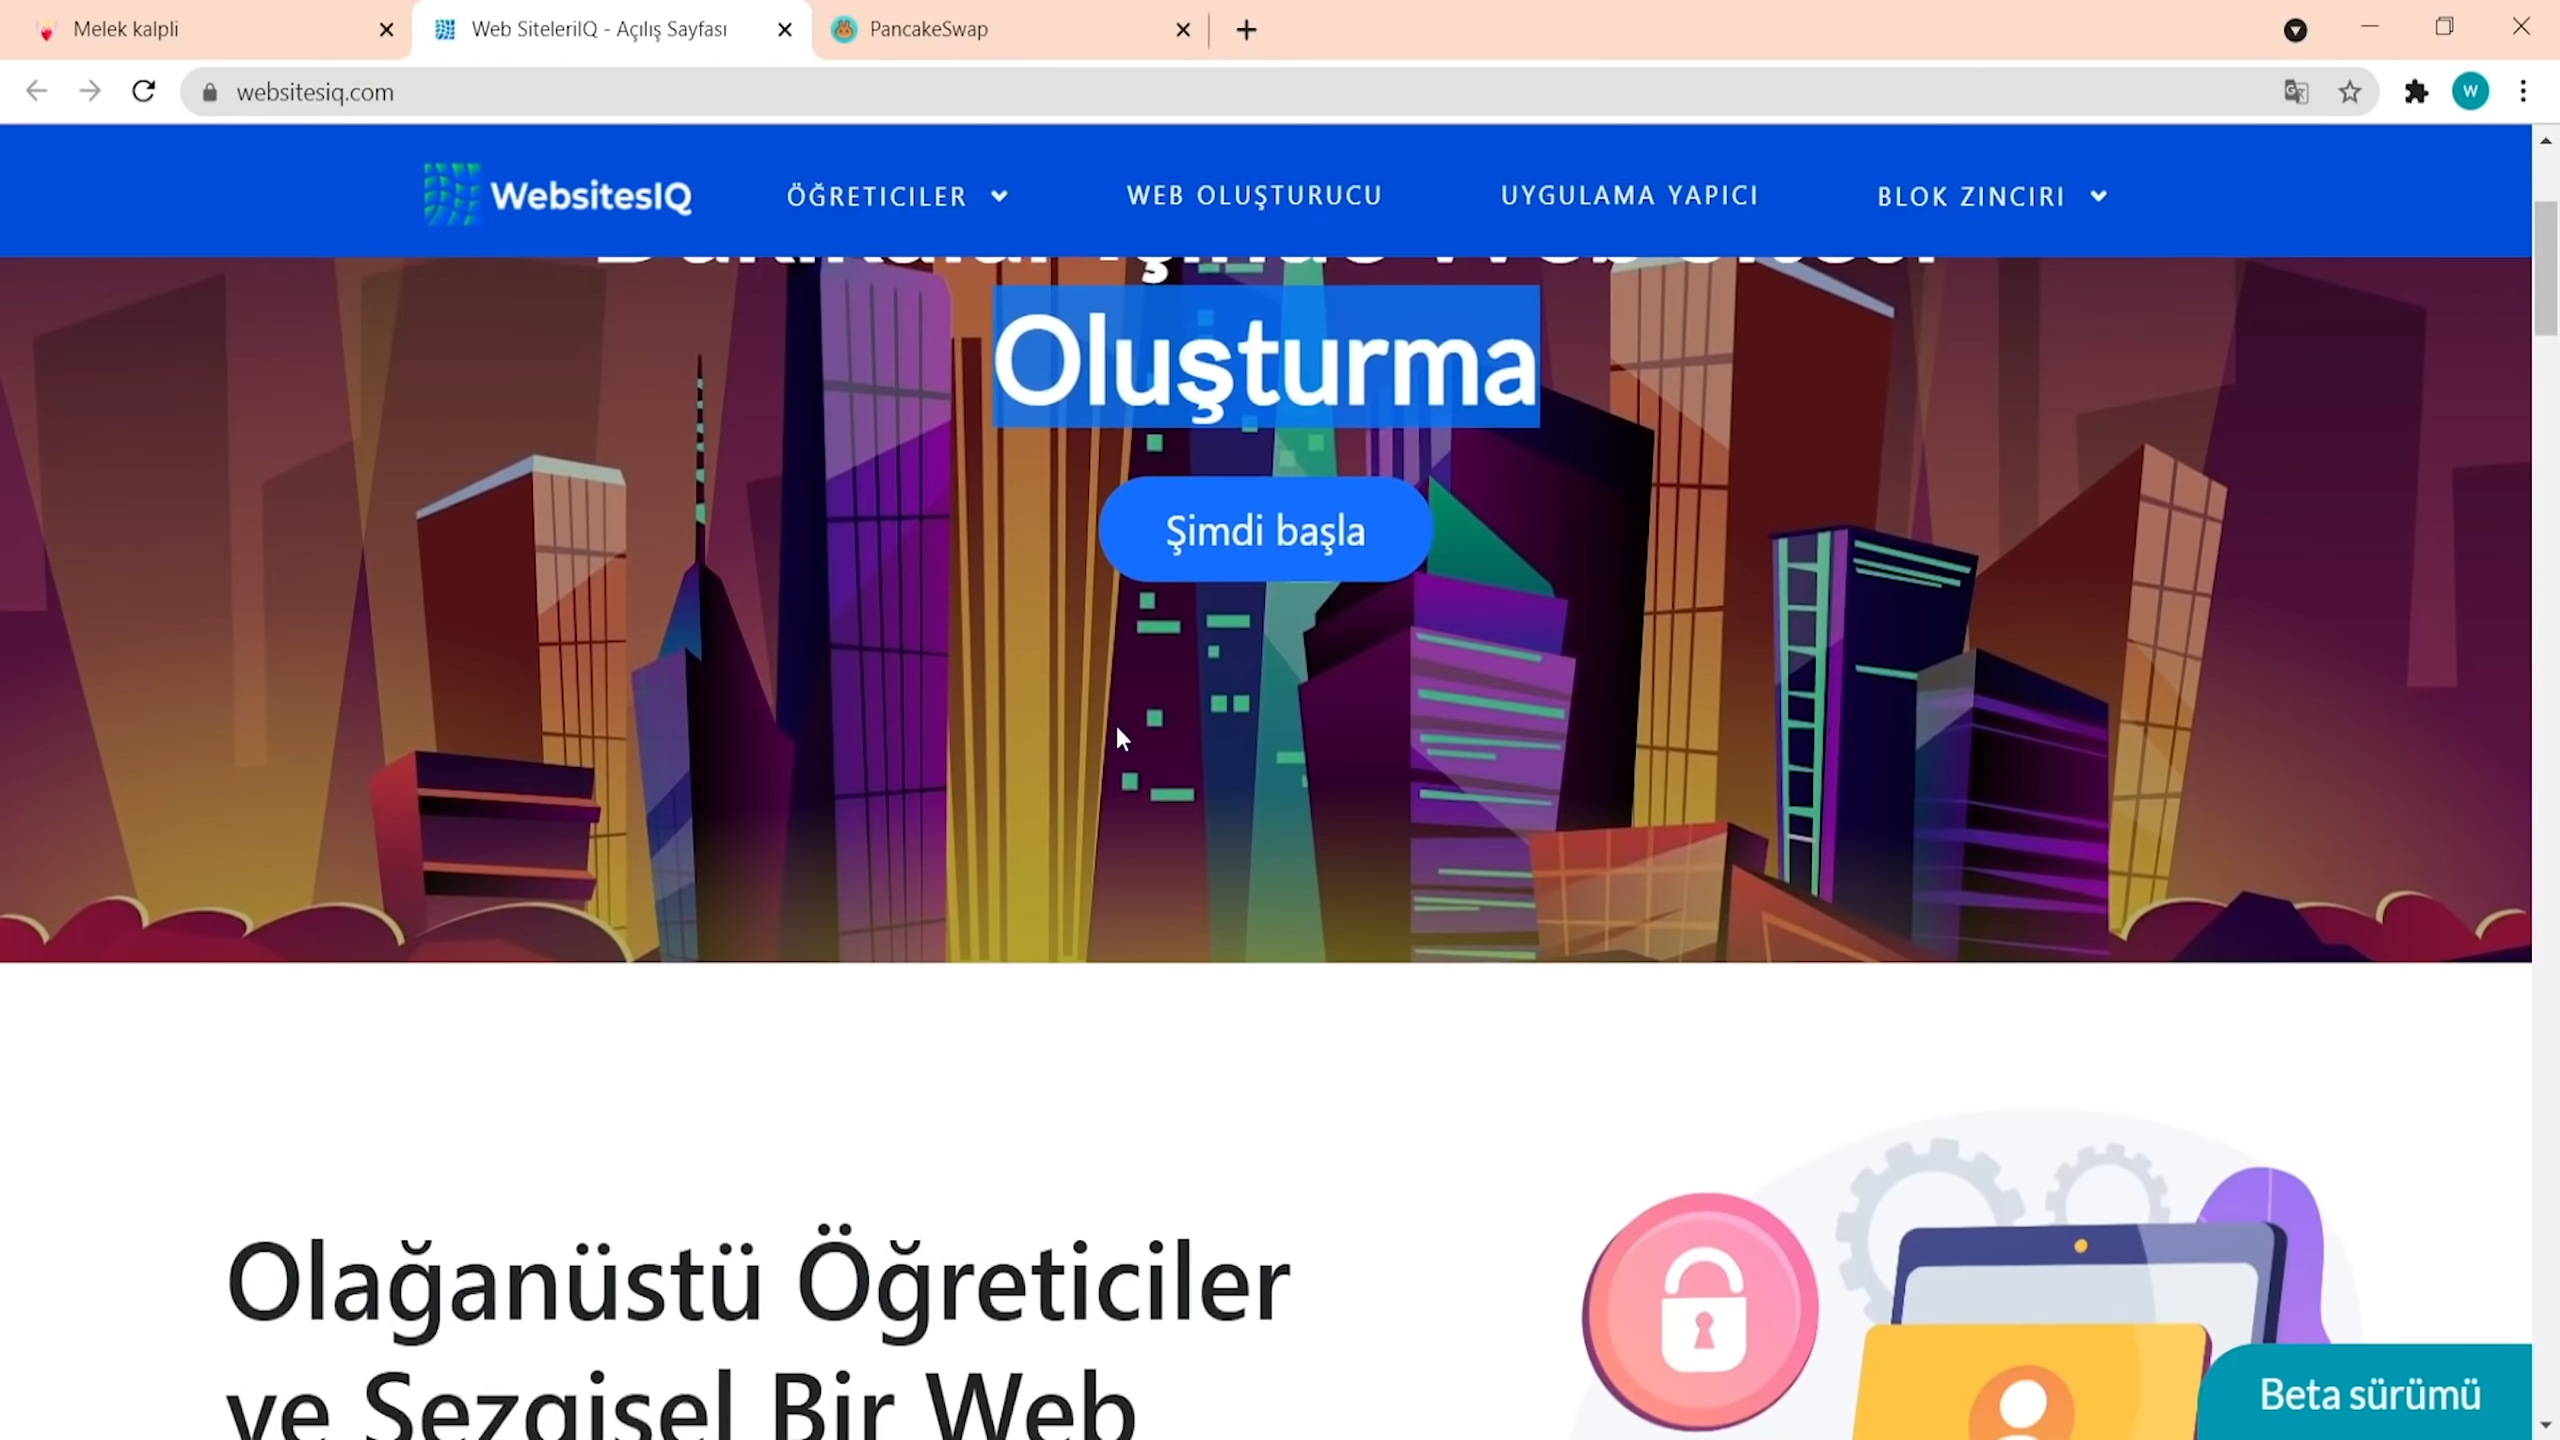 Melek kalpli
Web SiteleriIQ - Açılış Sayfası
PancakeSwap
websitesiq.com
W
WebsitesIQ
ÖĞRETICILER
WEB OLUŞTURUCU
UYGULAMA YAPICI
BLOK ZINCIRI
Oluşturma
Şimdi başla
Olağanüstü Öğreticiler
ve Sezgisel Bir Web
Beta sürümü